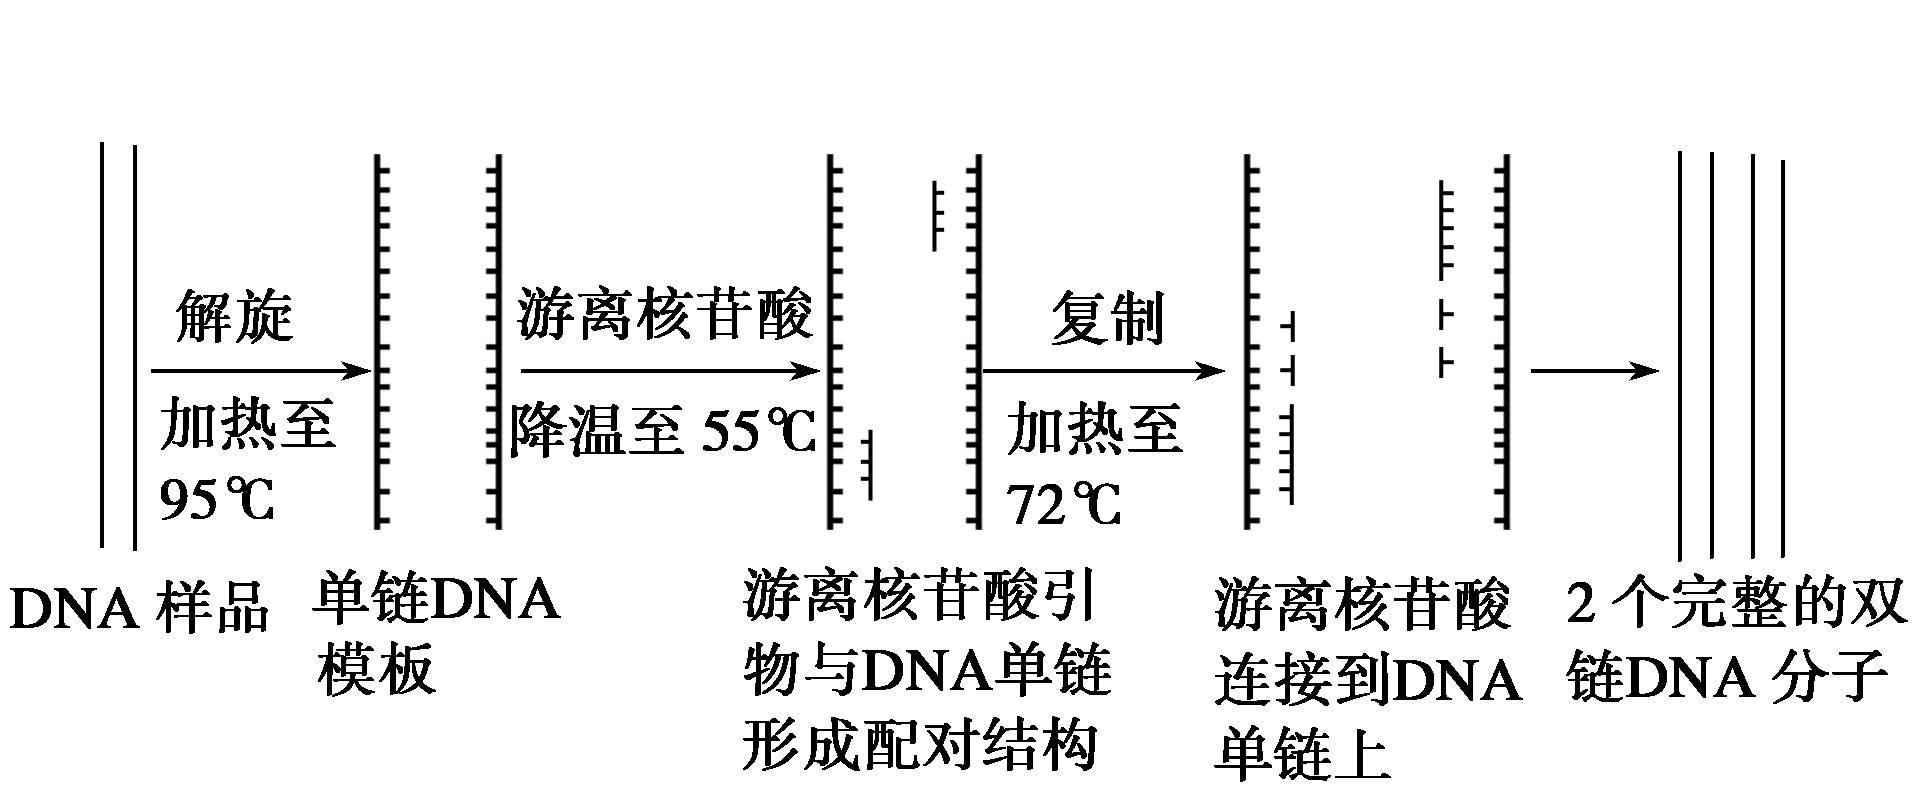 解旋
加热至
95℃
游离核苷酸
降温至 55℃
复制
加热至
72℃
DNA 样品
单链DNA
模板
游离核苷酸引
物与DNA单链
形成配对结构
游离核苷酸
连接到DNA
单链上
2 个完整的双
链DNA 分子